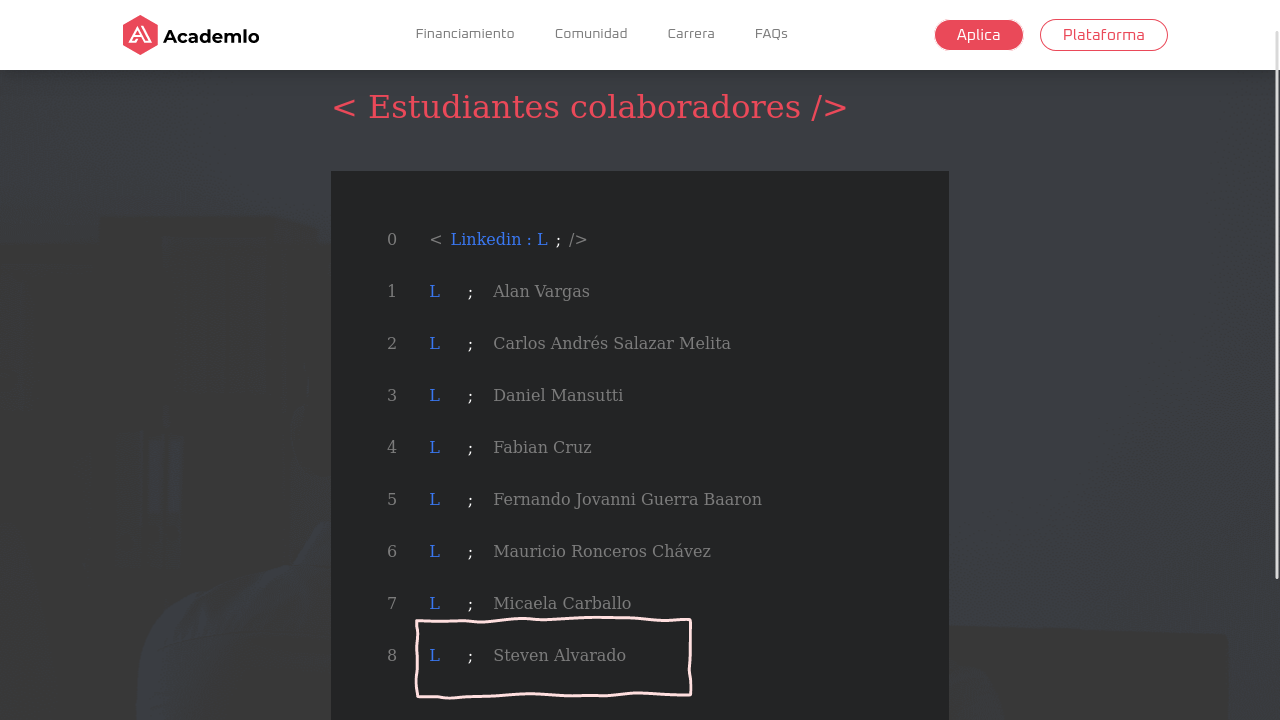 Academlo Financiamiento Comunidad Carrera FAQs Aplica Plataforma
< Estudiantes colaboradores />
0 < Linkedin : L ; />
1 L ; Alan Vargas
2 L ; Carlos Andrés Salazar Melita
3 L ; Daniel Mansutti
4 L ; Fabian Cruz
5 L ; Fernando Jovanni Guerra Baaron
6 L ; Mauricio Ronceros Chávez
7 L ; Micaela Carballo
8 L ; Steven Alvarado